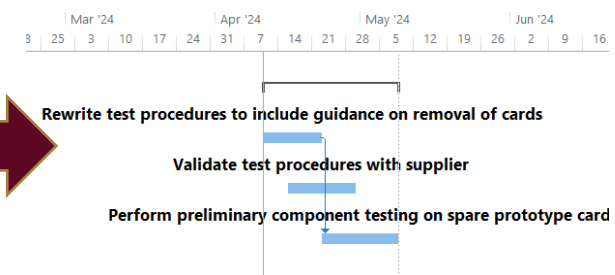 Mar '24 Apr '24 May '24 Jun '24
25 3 10 17 24 31 7 14 21 28 5 12 19 26 2 9 16
Rewrite test procedures to include guidance on removal of cards
Validate test procedures with supplier
Perform preliminary component testing on spare prototype card